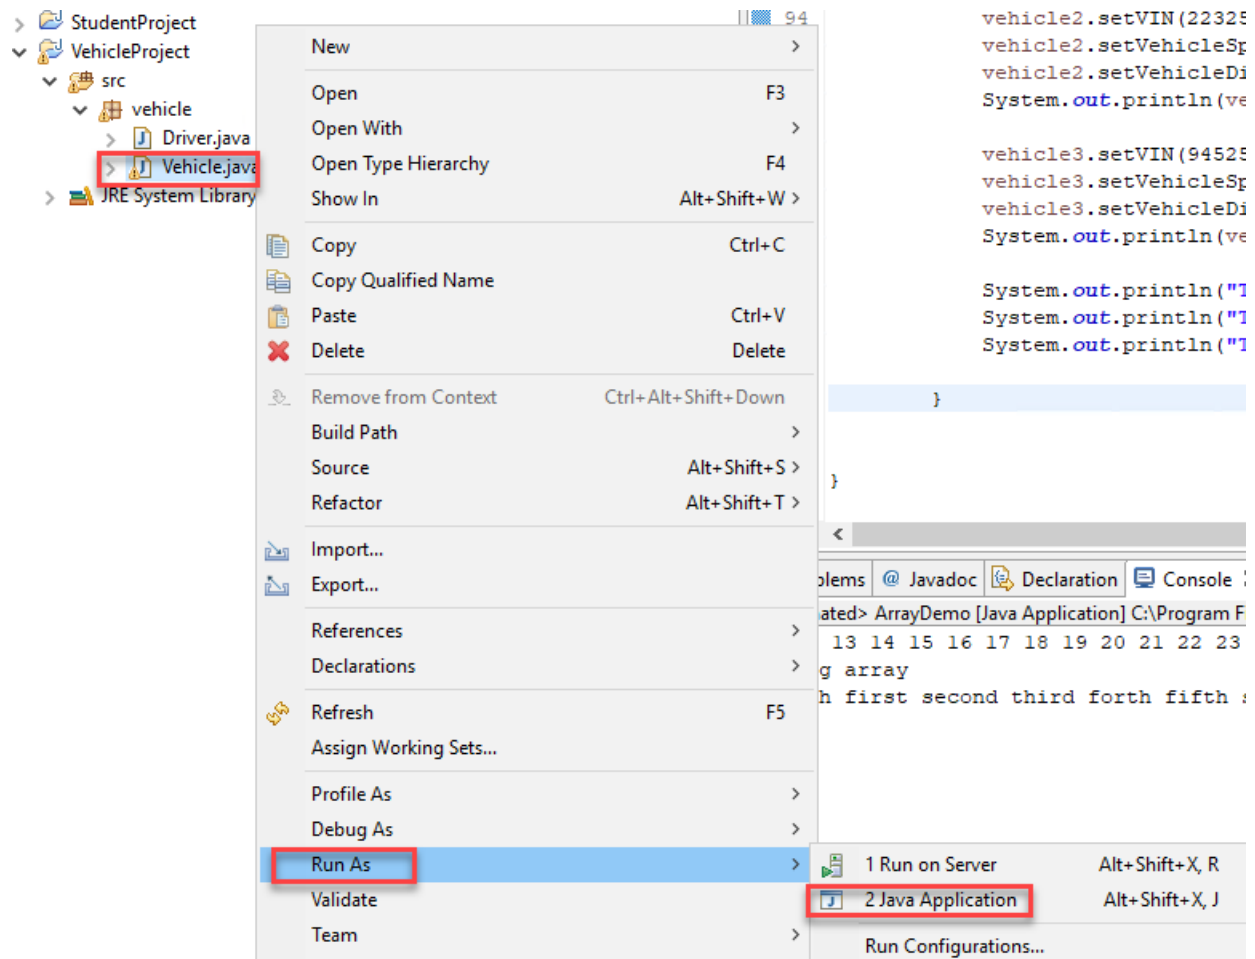 StudentProject
VehicleProject
src
vehicle
Driver.java
Vehicle.java
JRE System Library
New
Open F3
Open With
Open Type Hierarchy F4
Show In Alt+Shift+W >
Copy Ctrl+C
Copy Qualified Name
Paste Ctrl+V
Delete Delete
Remove from Context Ctrl+Alt+Shift+Down
Build Path
Source Alt+Shift+S >
Refactor Alt+Shift+T >
Import...
Export...
References
Declarations
Refresh F5
Assign Working Sets...
Profile As
Debug As
Run As
Validate
Team
1 Run on Server Alt+Shift+X, R
2 Java Application Alt+Shift+X, J
Run Configurations...
94 vehicle2.setVIN(22325
vehicle2.setVehicleSp
vehicle2.setVehicleDi
System.out.println(ve
vehicle3.setVIN(94525
vehicle3.setVehicleSp
vehicle3.setVehicleDi
System.out.println(ve
System.out.println("T
System.out.println("T
System.out.println("T
}
}
blems @ Javadoc Declaration Console
ated> ArrayDemo [Java Application] C:\Program F
13 14 15 16 17 18 19 20 21 22 23
g array
h first second third forth fifth s